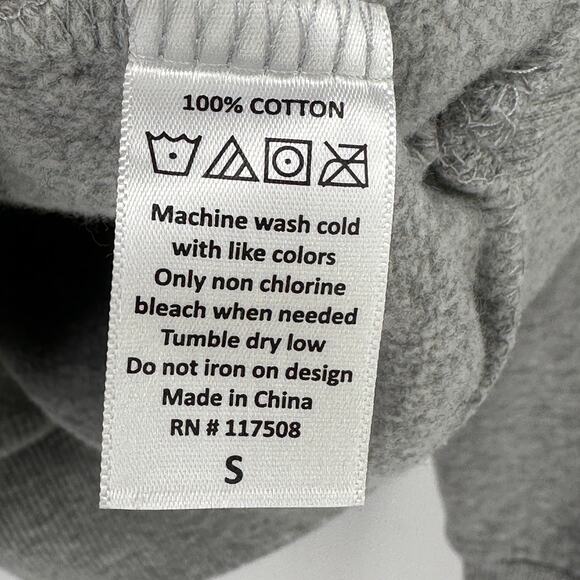 100% COTTON
Machine wash cold
with like colors
Only non chlorine
bleach when needed
Tumble dry low
Do not iron on design
Made in China
RN # 117508
S